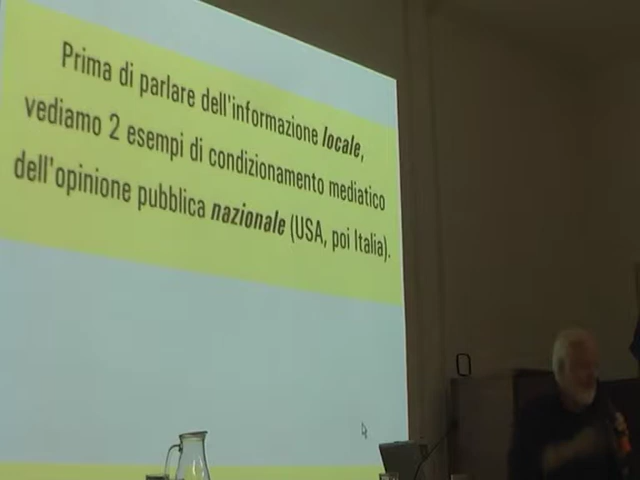 Prima di parlare dell'informazione locale,
vediamo 2 esempi di condizionamento mediatico
dell'opinione pubblica nazionale (USA, poi Italia).